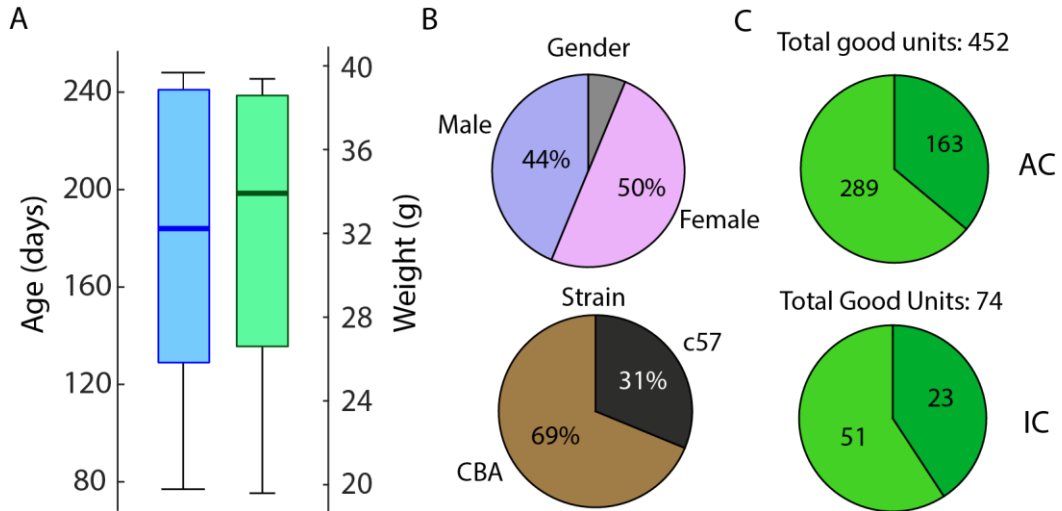 A
Age (days)
240
200
160
120
80
40
36
32
28
24
20
Weight (g)
B
Gender
Male
44%
50%
Female
Strain
c57
31%
69%
CBA
C
Total good units: 452
163
289
AC
Total Good Units: 74
23
51
IC